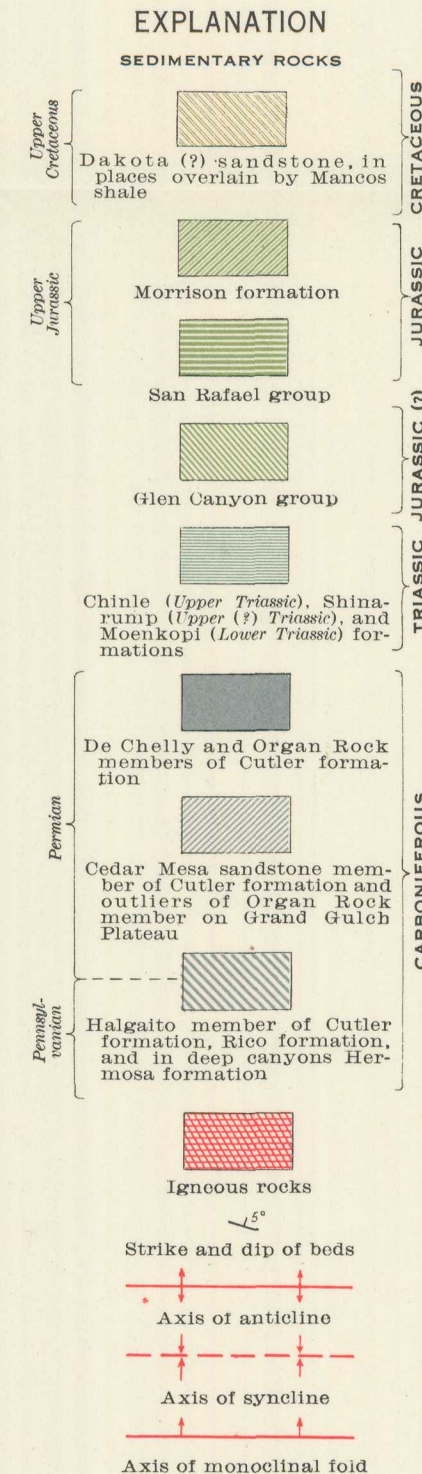 EXPLANATION
SEDIMENTARY ROCKS
Upper
Cretaceous
CRETACEOUS
Dakota (?) sandstone, in
places overlain by Mancos
shale
Upper
Jurassic
JURASSIC
Morrison formation
San Rafael group
JURASSIC (?)
Glen Canyon group
TRIASSIC
Chinle (Upper Triassic), Shina-
rump (Upper (?) Triassic), and
Moenkopi (Lower Triassic) for-
mations
Permian
CARBONIFEROUS
De Chelly and Organ Rock
members of Cutler forma-
tion
Cedar Mesa sandstone mem-
ber of Cutler formation and
outliers of Organ Rock
member on Grand Gulch
Plateau
Pennsyl-
vanian
Halgaito member of Cutler
formation, Rico formation,
and in deep canyons Her-
mosa formation
Igneous rocks
5°
Strike and dip of beds
Axis of anticline
Axis of syncline
Axis of monoclinal fold